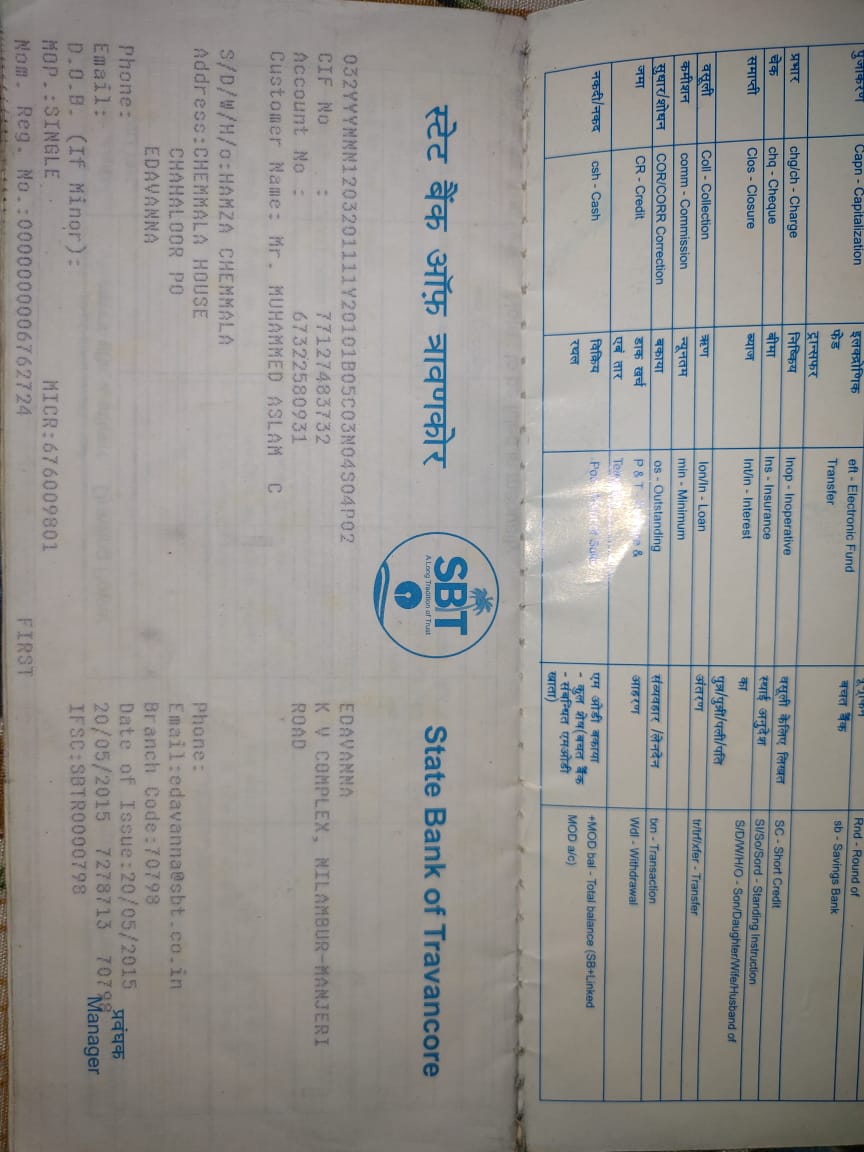 पुंजीकरण Capn - Capitalization इलक्ट्रोणिक फेड ट्रान्सफर eft - Electronic Fund Transfer Rnd - Round of
बचत बैंक sb - Savings Bank
प्रभार chg/ch - Charge निष्किय Inop - Inoperative वसूली केलिए लिखत SC - Short Credit
चेक chq - Cheque बीमा Ins - Insurance स्थाई अनुदेश SI/So/Sord - Standing Instruction
समाप्ती Clos - Closure ब्याज Int/in - Interest का पुत्र/पुत्री/पत्नी/पति S/D/W/H/O - Son/Daughter/Wife/Husband of
वसूली Coll - Collection ऋण lon/ln - Loan अंतरण tr/trf/xfer - Transfer
कमीशन comm - Commission न्यूनतम min - Minimum
सुधार/शोधन COR/CORR Correction बकाया os - Outstanding संव्यवहार /लेनदेन txn - Transaction
जमा CR - Credit डाक खर्च एबं तार P & T - & आहरण Wdl - Withdrawal
नकदी/नकद csh - Cash विक्रिय स्थल एम ओडी बकाया - कुल शेष(बचत बैंक - संबन्धित एमओडी खाता) +MOD bal - Total balance (SB+Linked MOD a/c)
स्टेट बैंक ऑफ़ त्रावणकोर
SBT
A Long Tradition of Trust
State Bank of Travancore
032YYYNNN1203201111Y20101B05C03N04S04P02
CIF No : 77127483732
Account No : 67322580931
Customer Name: Mr. MUHAMMED ASLAM C
S/D/W/H/o:HAMZA CHEMMALA
Address:CHEMMALA HOUSE
CHAHALOOR PO
EDAVANNA
Phone:
Email:
D.O.B. (If Minor):
MOP.:SINGLE MICR:676009801
Nom. Reg. No.:0000000006762724 FIRST
EDAVANNA
K V COMPLEX, NILAMBUR-MANJERI
ROAD
Phone:
Email:edavanna@sbt.co.in
Branch Code:70798
Date of Issue:20/05/2015
20/05/2015 7278713 70798
IFSC:SBTR0000798
प्रवंघक
Manager